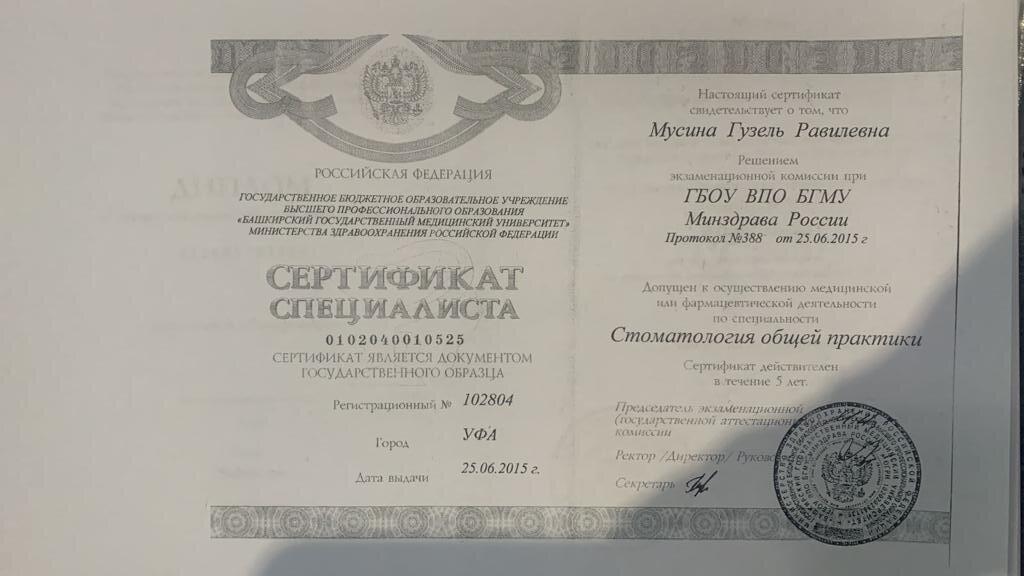 РОССИЙСКАЯ ФЕДЕРАЦИЯ
ГОСУДАРСТВЕННОЕ БЮДЖЕТНОЕ ОБРАЗОВАТЕЛЬНОЕ УЧРЕЖДЕНИЕ
ВЫСШЕГО ПРОФЕССИОНАЛЬНОГО ОБРАЗОВАНИЯ
«БАШКИРСКИЙ ГОСУДАРСТВЕННЫЙ МЕДИЦИНСКИЙ УНИВЕРСИТЕТ»
МИНИСТЕРСТВА ЗДРАВООХРАНЕНИЯ РОССИЙСКОЙ ФЕДЕРАЦИИ
СЕРТИФИКАТ
СПЕЦИАЛИСТА
0102040010525
СЕРТИФИКАТ ЯВЛЯЕТСЯ ДОКУМЕНТОМ
ГОСУДАРСТВЕННОГО ОБРАЗЦА
Регистрационный № 102804
Город УФА
Дата выдачи 25.06.2015 г.
Настоящий сертификат
свидетельствует о том, что
Мусина Гузель Равилевна
Решением
экзаменационной комиссии при
ГБОУ ВПО БГМУ
Минздрава России
Протокол №388 от 25.06.2015 г
Допущен к осуществлению медицинской
или фармацевтической деятельности
по специальности
Стоматология общей практики
Сертификат действителен
в течение 5 лет.
Председатель экзаменационной
(государственной
комиссии
Ректор /Директор/
Секретарь